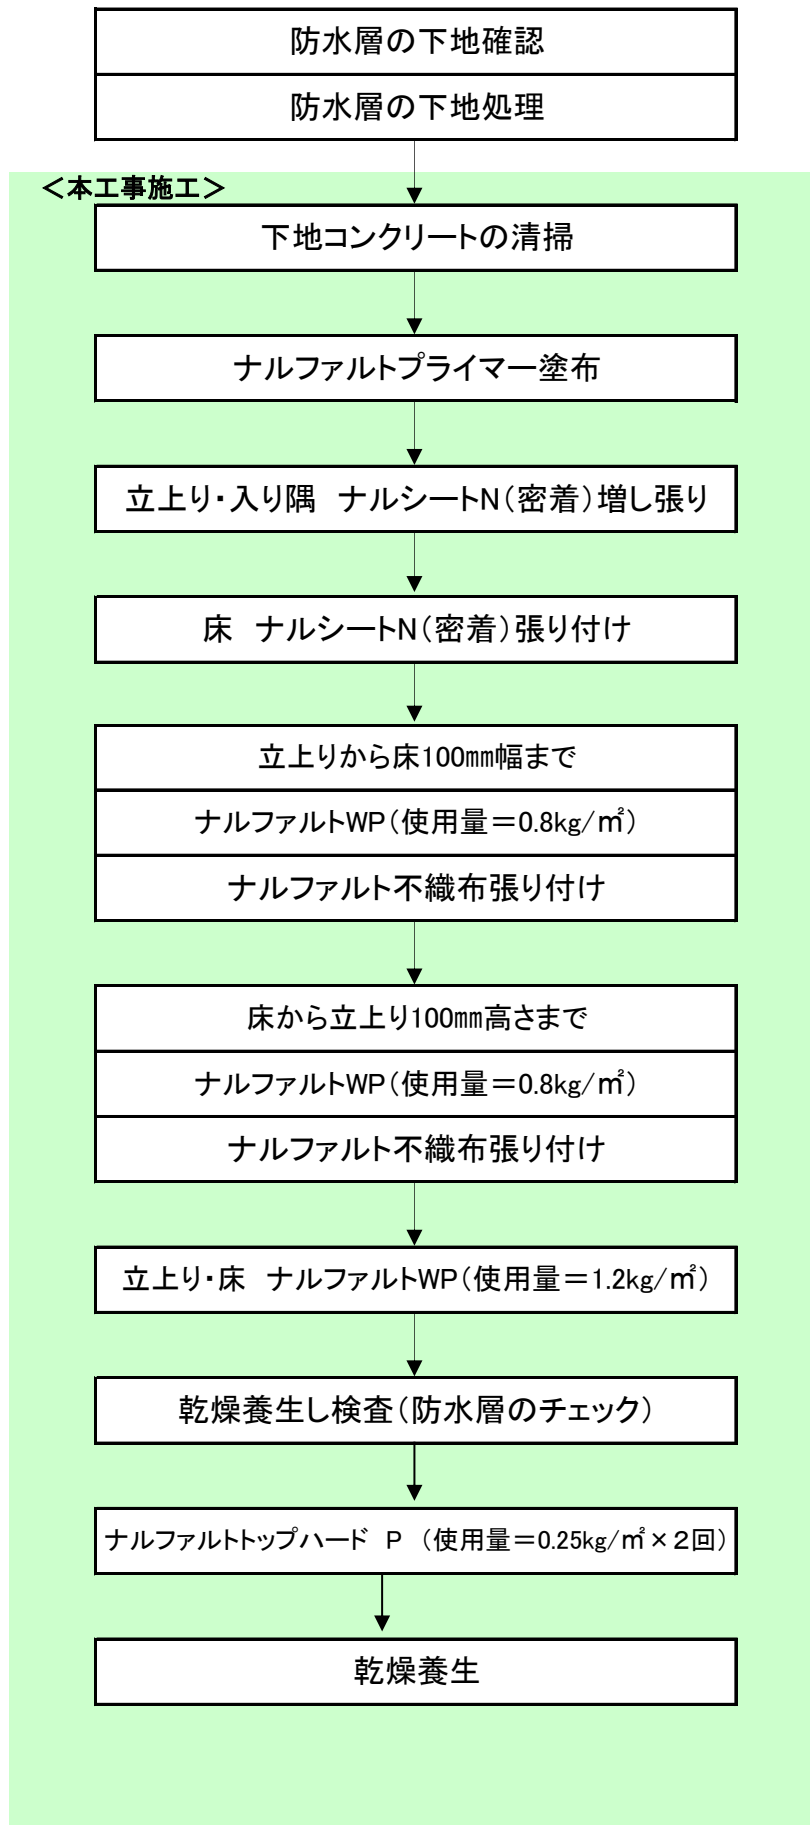 防水層の下地確認
防水層の下地処理
＜本工事施工＞
下地コンクリートの清掃
ナルファルトプライマー塗布
立上り・入り隅　ナルシートN（密着）増し張り
床　ナルシートN（密着）張り付け
立上りから床100㎜幅まで
ナルファルトWP（使用量＝0.8kg/㎡）
ナルファルト不織布張り付け
床から立上り100㎜高さまで
ナルファルトWP（使用量＝0.8kg/㎡）
ナルファルト不織布張り付け
立上り・床　ナルファルトWP（使用量＝1.2kg/㎡）
乾燥養生し検査（防水層のチェック）
ナルファルトトップハード　P　（使用量＝0.25kg/㎡×２回）
乾燥養生